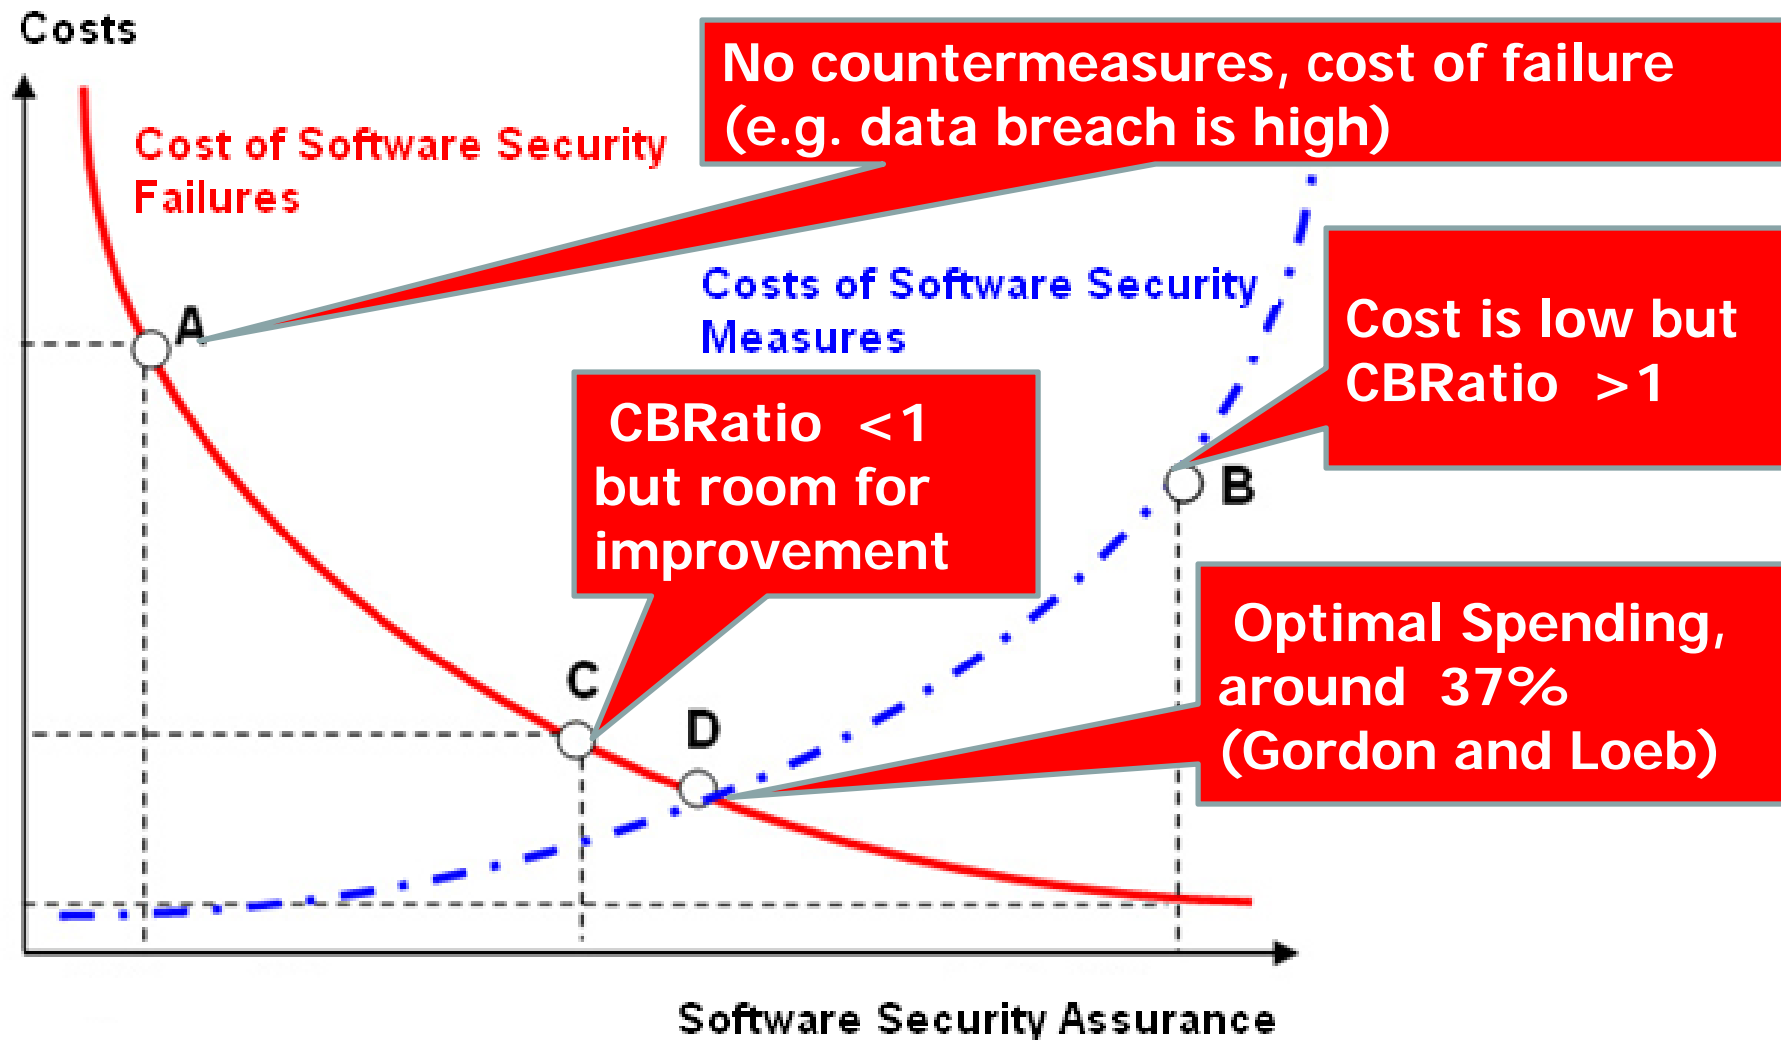 Costs
No countermeasures, cost of failure
(e.g. data breach is high)
Cost of Software Security
Failures
Costs of Software Security
Measures
A
Cost is low but
CBRatio >1
CBRatio <1
but room for
improvement
B
Optimal Spending,
around 37%
(Gordon and Loeb)
C
D
Software Security Assurance